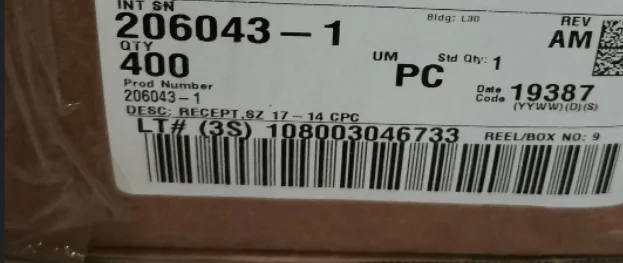 INT SN
Bldg: L30
REV
206043-1
AM
QTY
400
UM
PC
Std Qty: 1
Prod Number
206043-1
Date Code 19387
(YYWW)(D)(S)
DESC: RECEPT,SZ 17-14 CPC
LT# (3S) 108003046733
REEL/BOX NO: 9